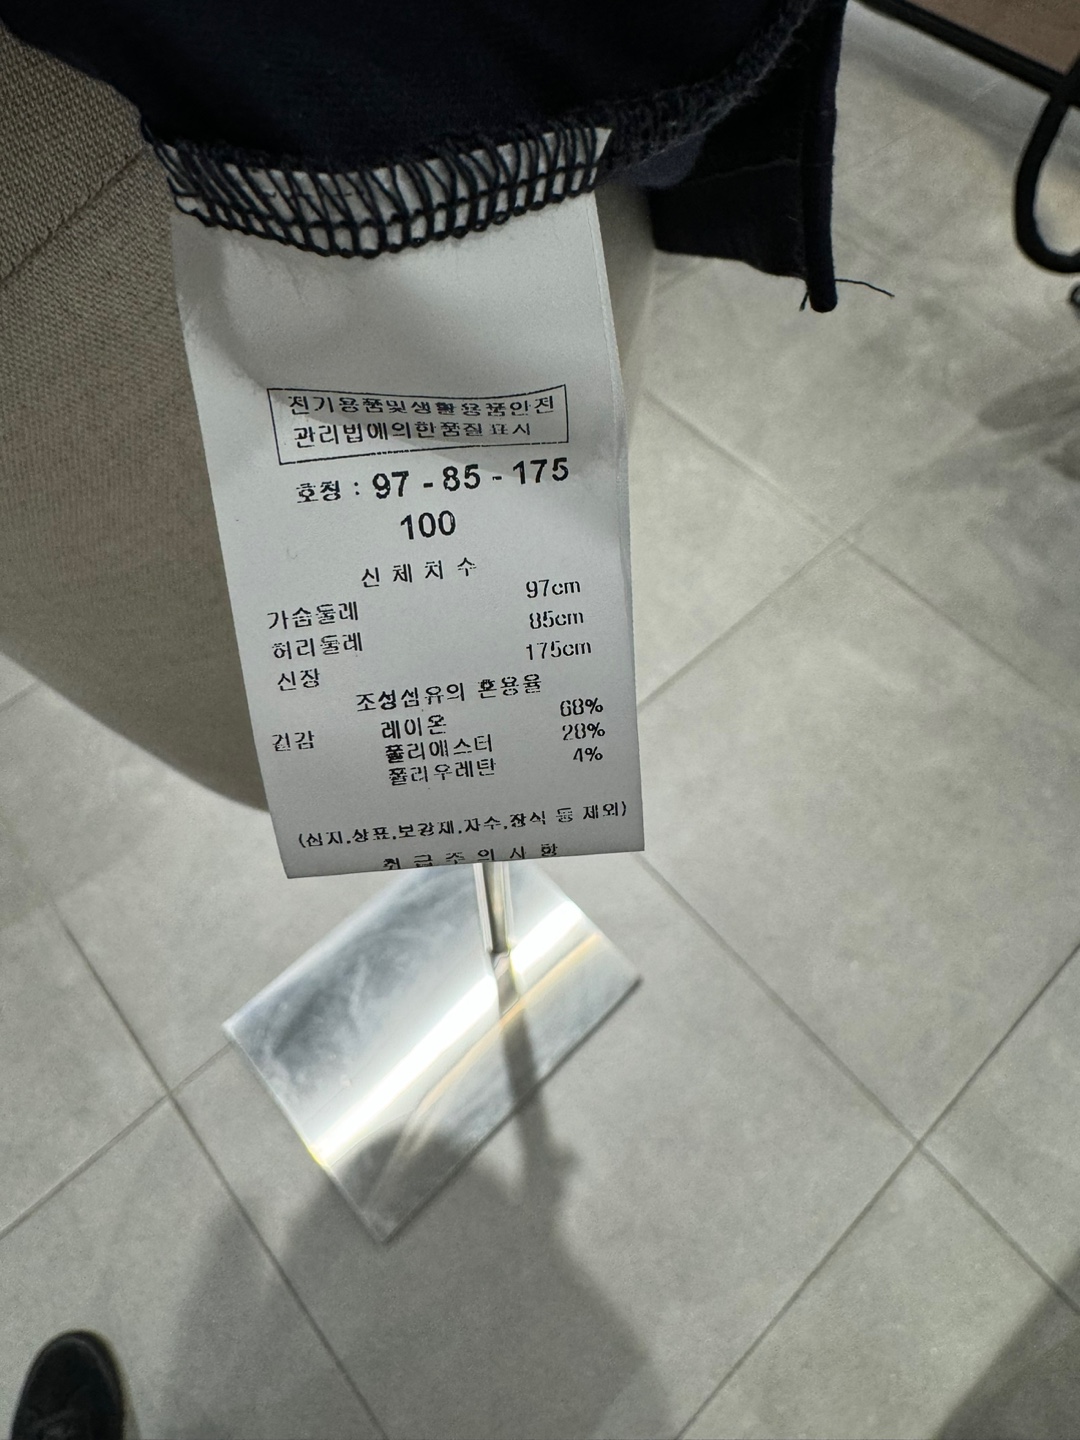 전기용품및생활용품안전
관리법에의한품질표시
호칭 : 97 - 85 - 175
100
신 체 치 수
가슴둘레 97cm
허리둘레 85cm
신장 175cm
조성섬유의 혼용율
겉감 레이온 68%
폴리에스터 28%
폴리우레탄 4%
(심지,상표,보강재,자수,장식 등 제외)
취 급 주 의 사 항